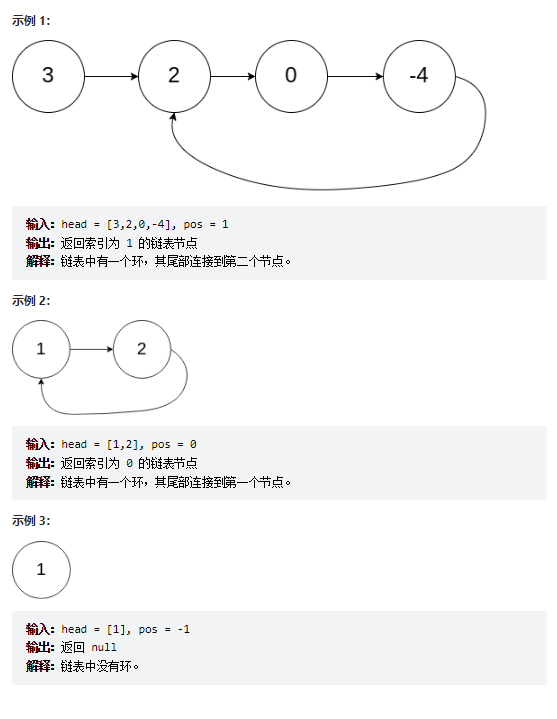 示例 1：
3 2 0 -4
输入：head = [3,2,0,-4], pos = 1
输出：返回索引为 1 的链表节点
解释：链表中有一个环，其尾部连接到第二个节点。
示例 2：
1 2
输入：head = [1,2], pos = 0
输出：返回索引为 0 的链表节点
解释：链表中有一个环，其尾部连接到第一个节点。
示例 3：
1
输入：head = [1], pos = -1
输出：返回 null
解释：链表中没有环。